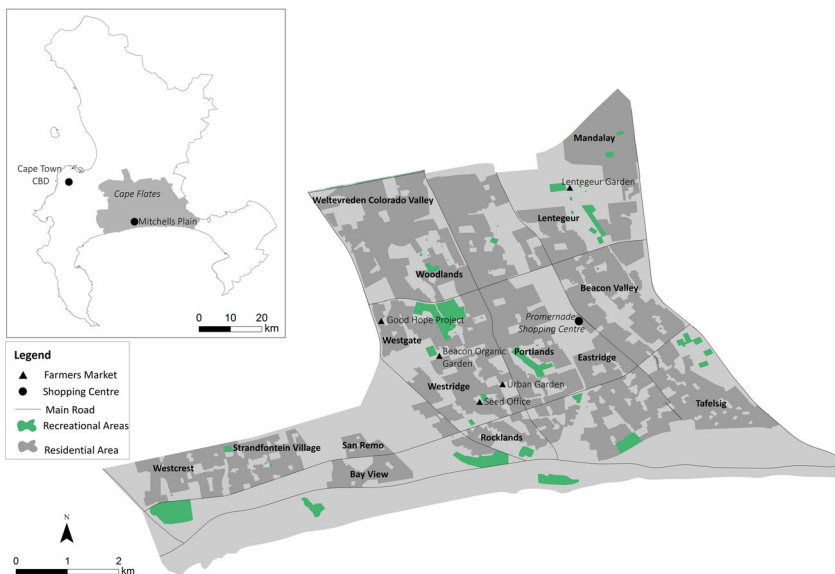 Cape Town
CBD
Cape Flates
Mitchells Plain
0 10 20
km
Legend
Farmers Market
Shopping Centre
Main Road
Recreational Areas
Residential Area
N
0 1 2
km
Mandalay
Lentegeur Garden
Weltevreden Colorado Valley
Lentegeur
Woodlands
Beacon Valley
Good Hope Project
Promernade
Shopping Centre
Westgate
Beacon Organic
Garden
Portlands
Eastridge
Westridge
Urban Garden
Seed Office
Tafelsig
Rocklands
Strandfontein Village
San Remo
Westcrest
Bay View